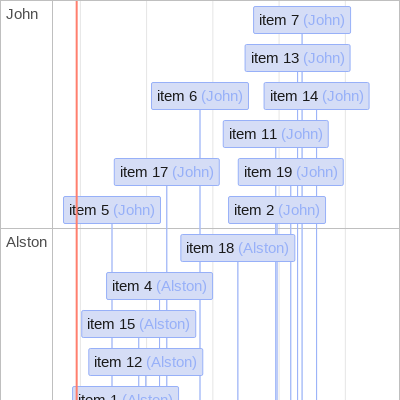 John
item 7 (John)
item 13 (John)
item 6 (John)
item 14 (John)
item 11 (John)
item 17 (John)
item 19 (John)
item 5 (John)
item 2 (John)
Alston
item 18 (Alston)
item 4 (Alston)
item 15 (Alston)
item 12 (Alston)
item 1 (Alston)